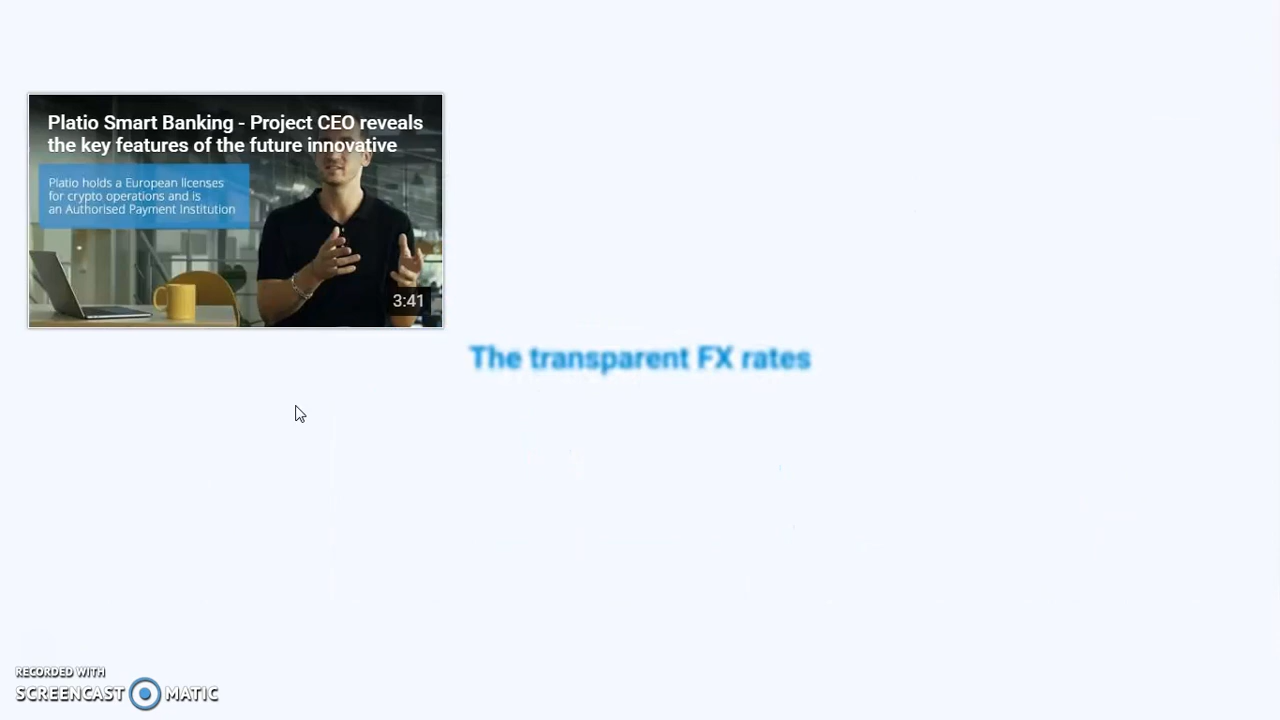 Platio Smart Banking - Project CEO reveals
the key features of the future innovative
Platio holds a European licenses
for crypto operations and is
an Authorised Payment Institution
3:41
The transparent FX rates
RECORDED WITH
SCREENCAST MATIC